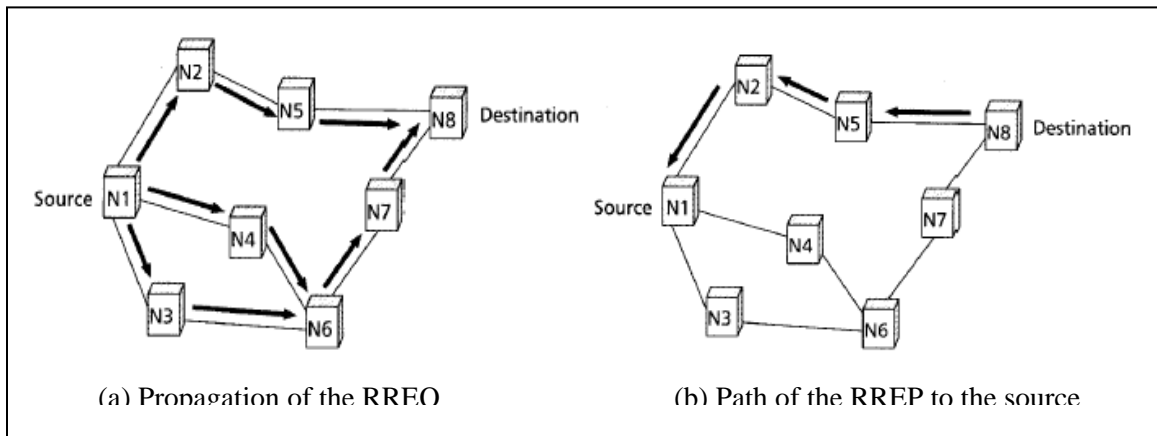 N2
N5
N8
Destination
Source
N1
N4
N7
N3
N6
(a) Propagation of the RREQ
N2
N5
N8
Destination
Source
N1
N4
N7
N3
N6
(b) Path of the RREP to the source